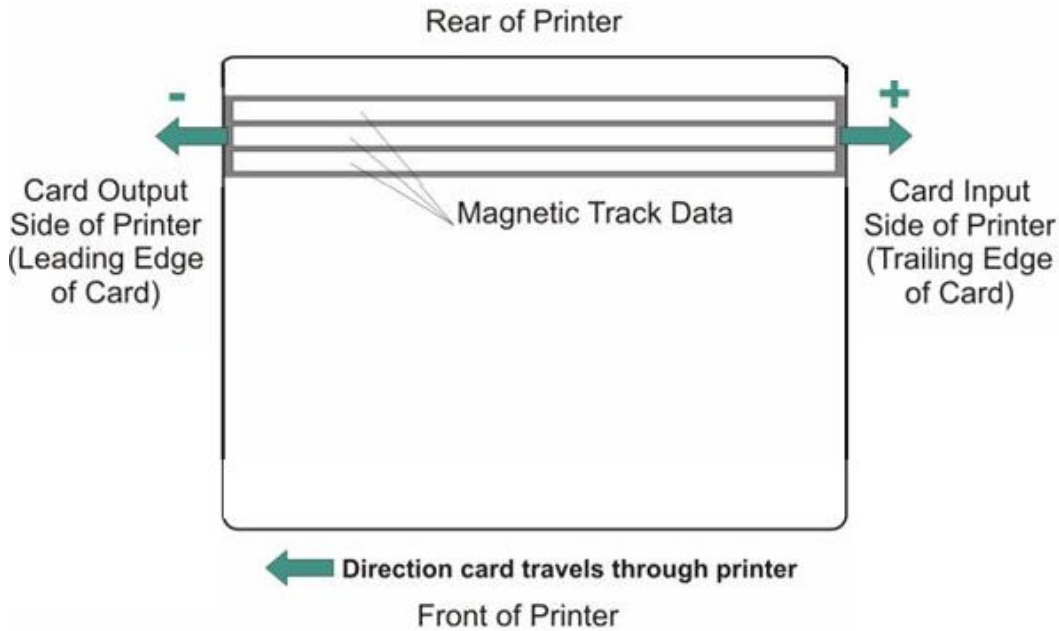 Rear of Printer
-
+
Card Output
Side of Printer
(Leading Edge
of Card)
Magnetic Track Data
Card Input
Side of Printer
(Trailing Edge
of Card)
Direction card travels through printer
Front of Printer